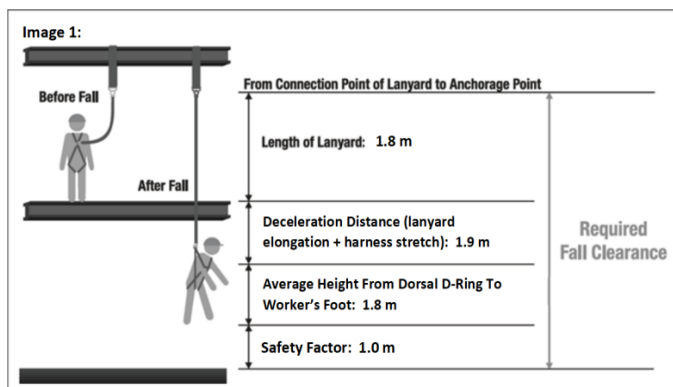 Image 1:
From Connection Point of Lanyard to Anchorage Point
Before Fall
Length of Lanyard: 1.8 m
After Fall
Deceleration Distance (lanyard
elongation + harness stretch): 1.9 m
Required
Fall Clearance
Average Height From Dorsal D-Ring To
Worker's Foot: 1.8 m
Safety Factor: 1.0 m